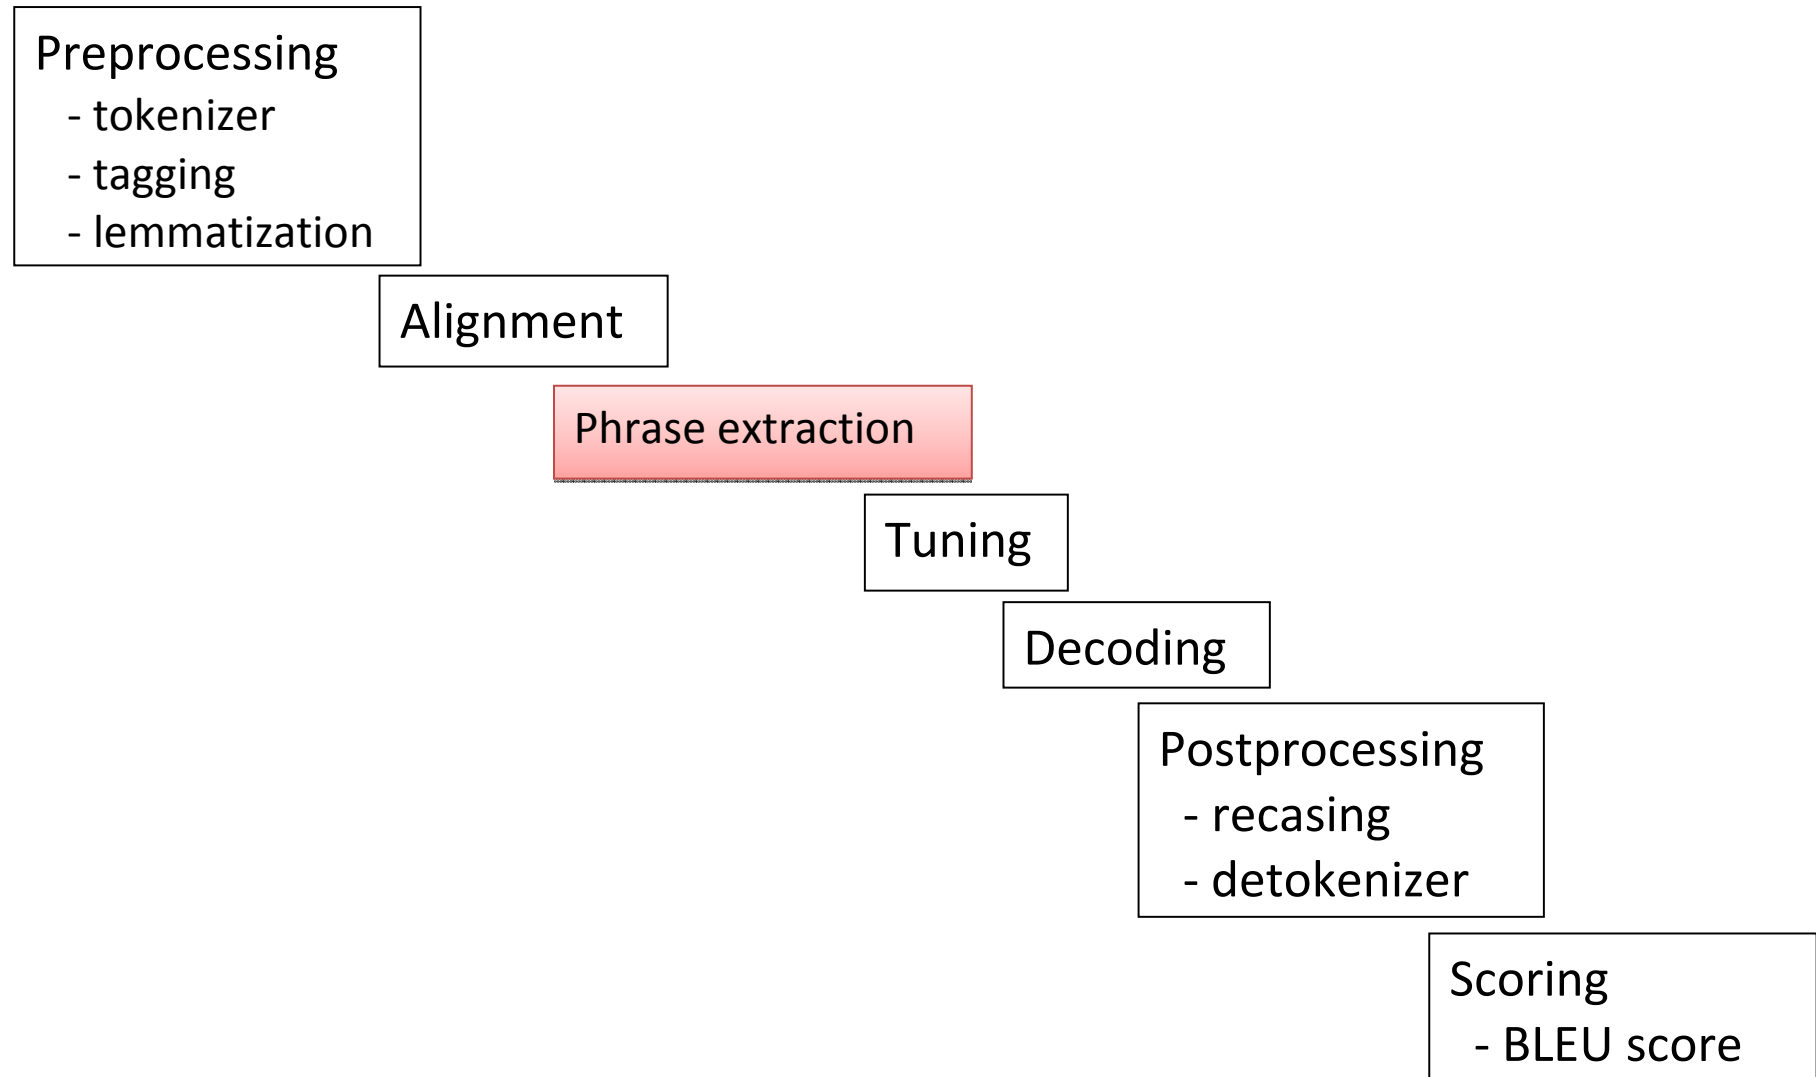 Preprocessing
- tokenizer
- tagging
- lemmatization
Alignment
Phrase extraction
Tuning
Decoding
Postprocessing
- recasing
- detokenizer
Scoring
- BLEU score